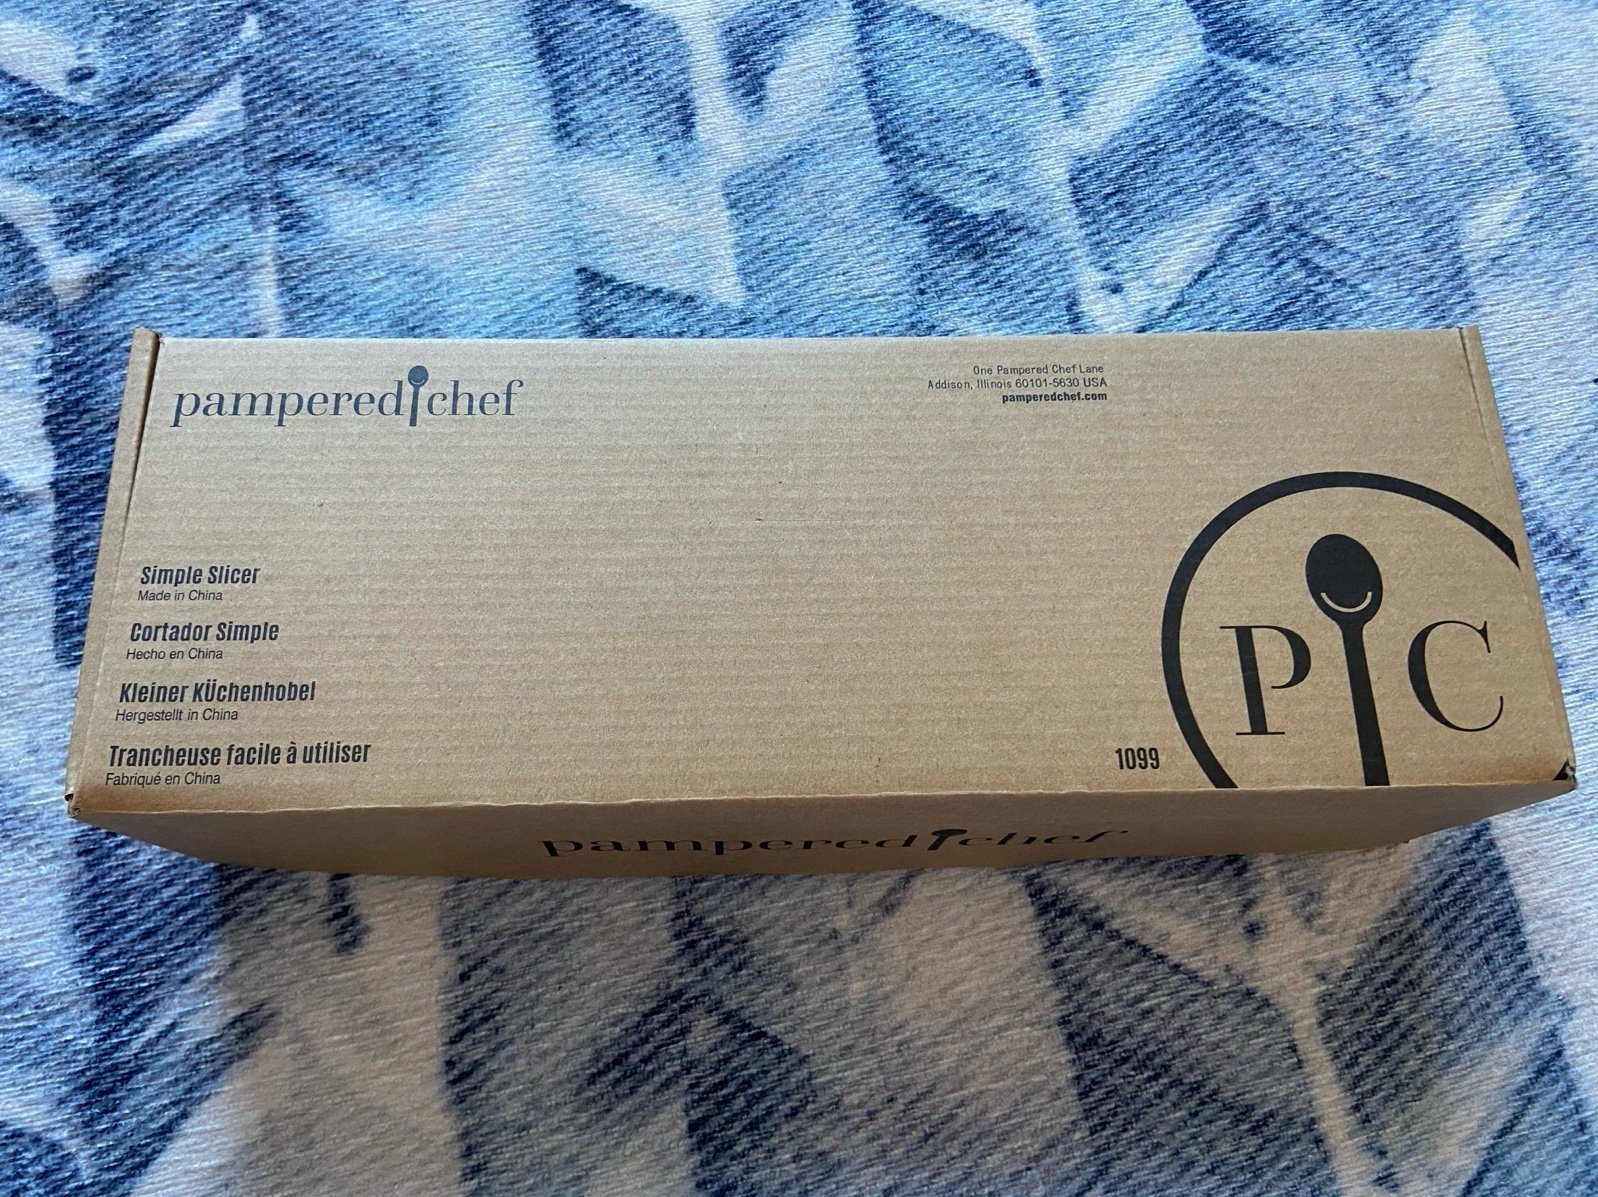 pampered chef
One Pampered Chef Lane
Addison, Illinois 60101-5630 USA
pamperedchef.com
Simple Slicer
Made in China
Cortador Simple
Hecho en China
Kleiner KÜchenhobel
Hergestellt in China
Trancheuse facile à utiliser
Fabriqué en China
1099
P C
pampered chef